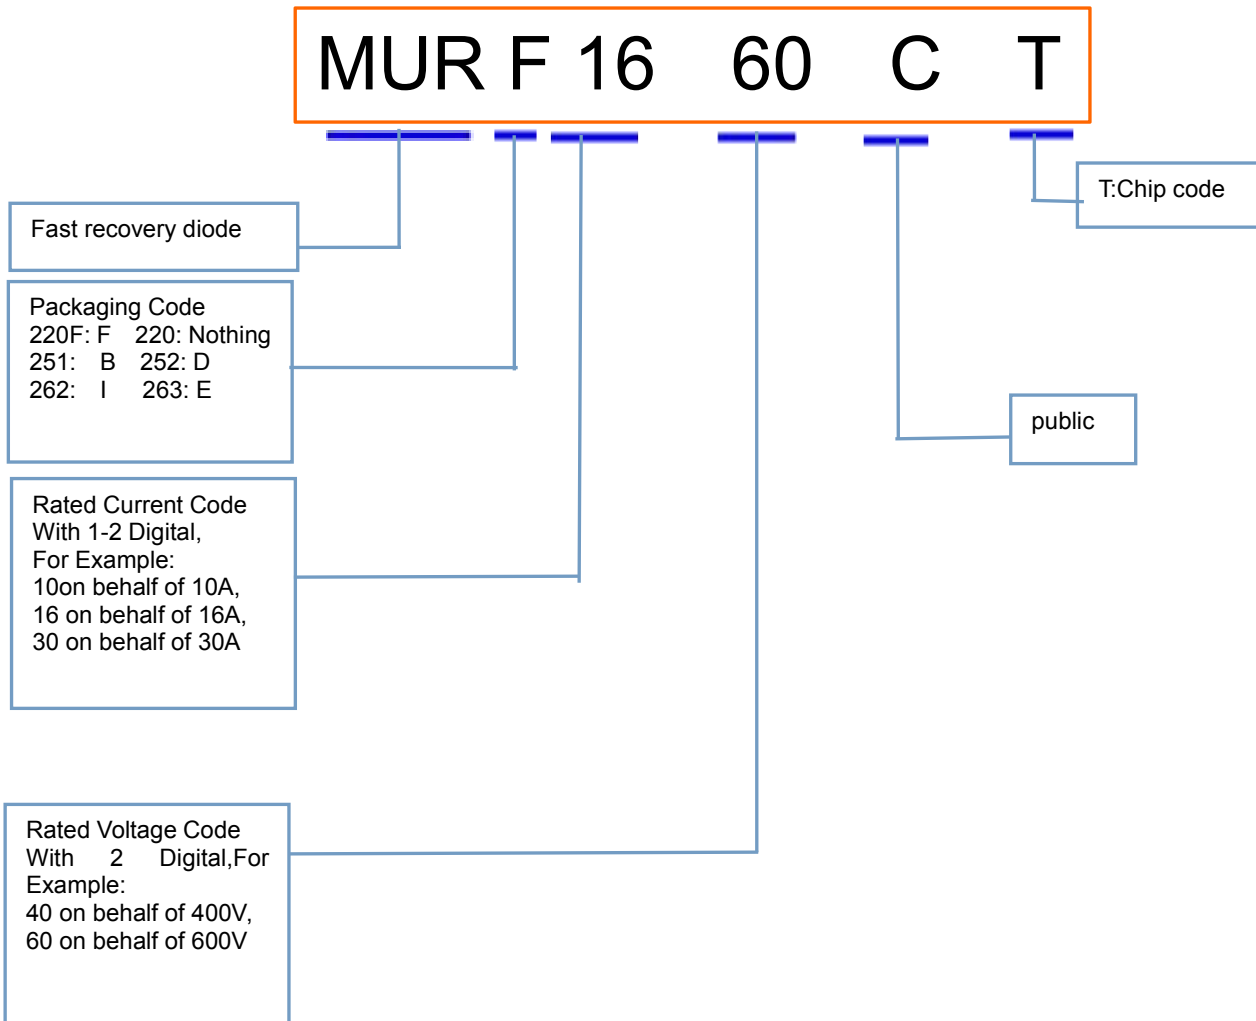 MUR F 16 60 C T
T:Chip code
Fast recovery diode
Packaging Code
220F: F 220: Nothing
251: B 252: D
262: I 263: E
public
Rated Current Code
With 1-2 Digital,
For Example:
10on behalf of 10A,
16 on behalf of 16A,
30 on behalf of 30A
Rated Voltage Code
With 2 Digital,For
Example:
40 on behalf of 400V,
60 on behalf of 600V